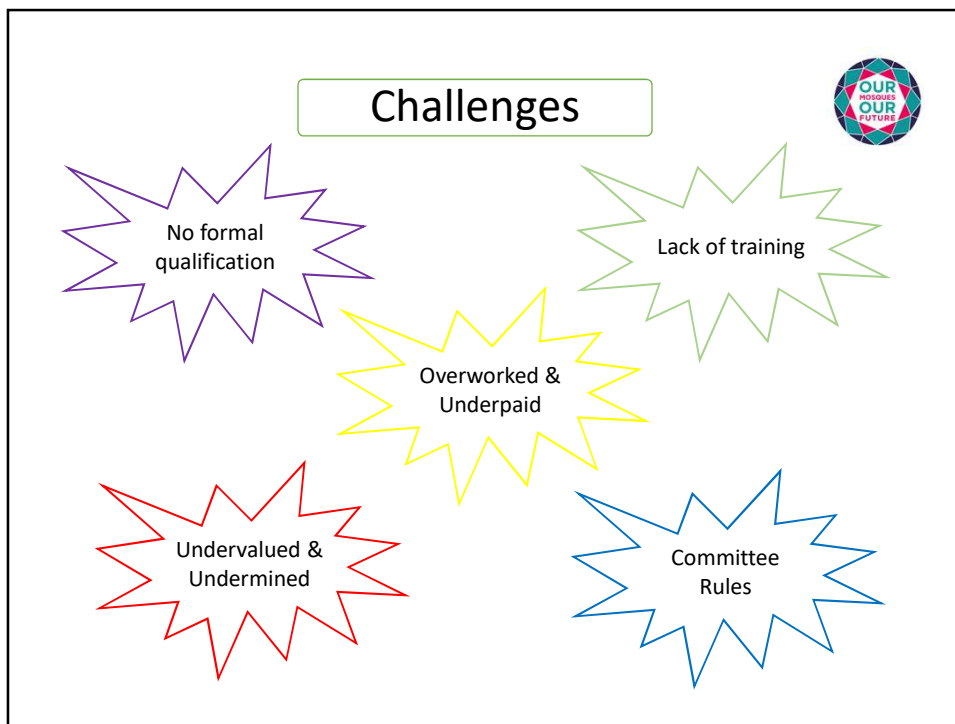 Challenges
OUR
MOSQUES
OUR
FUTURE
No formal
qualification
Lack of training
Overworked &
Underpaid
Undervalued &
Undermined
Committee
Rules